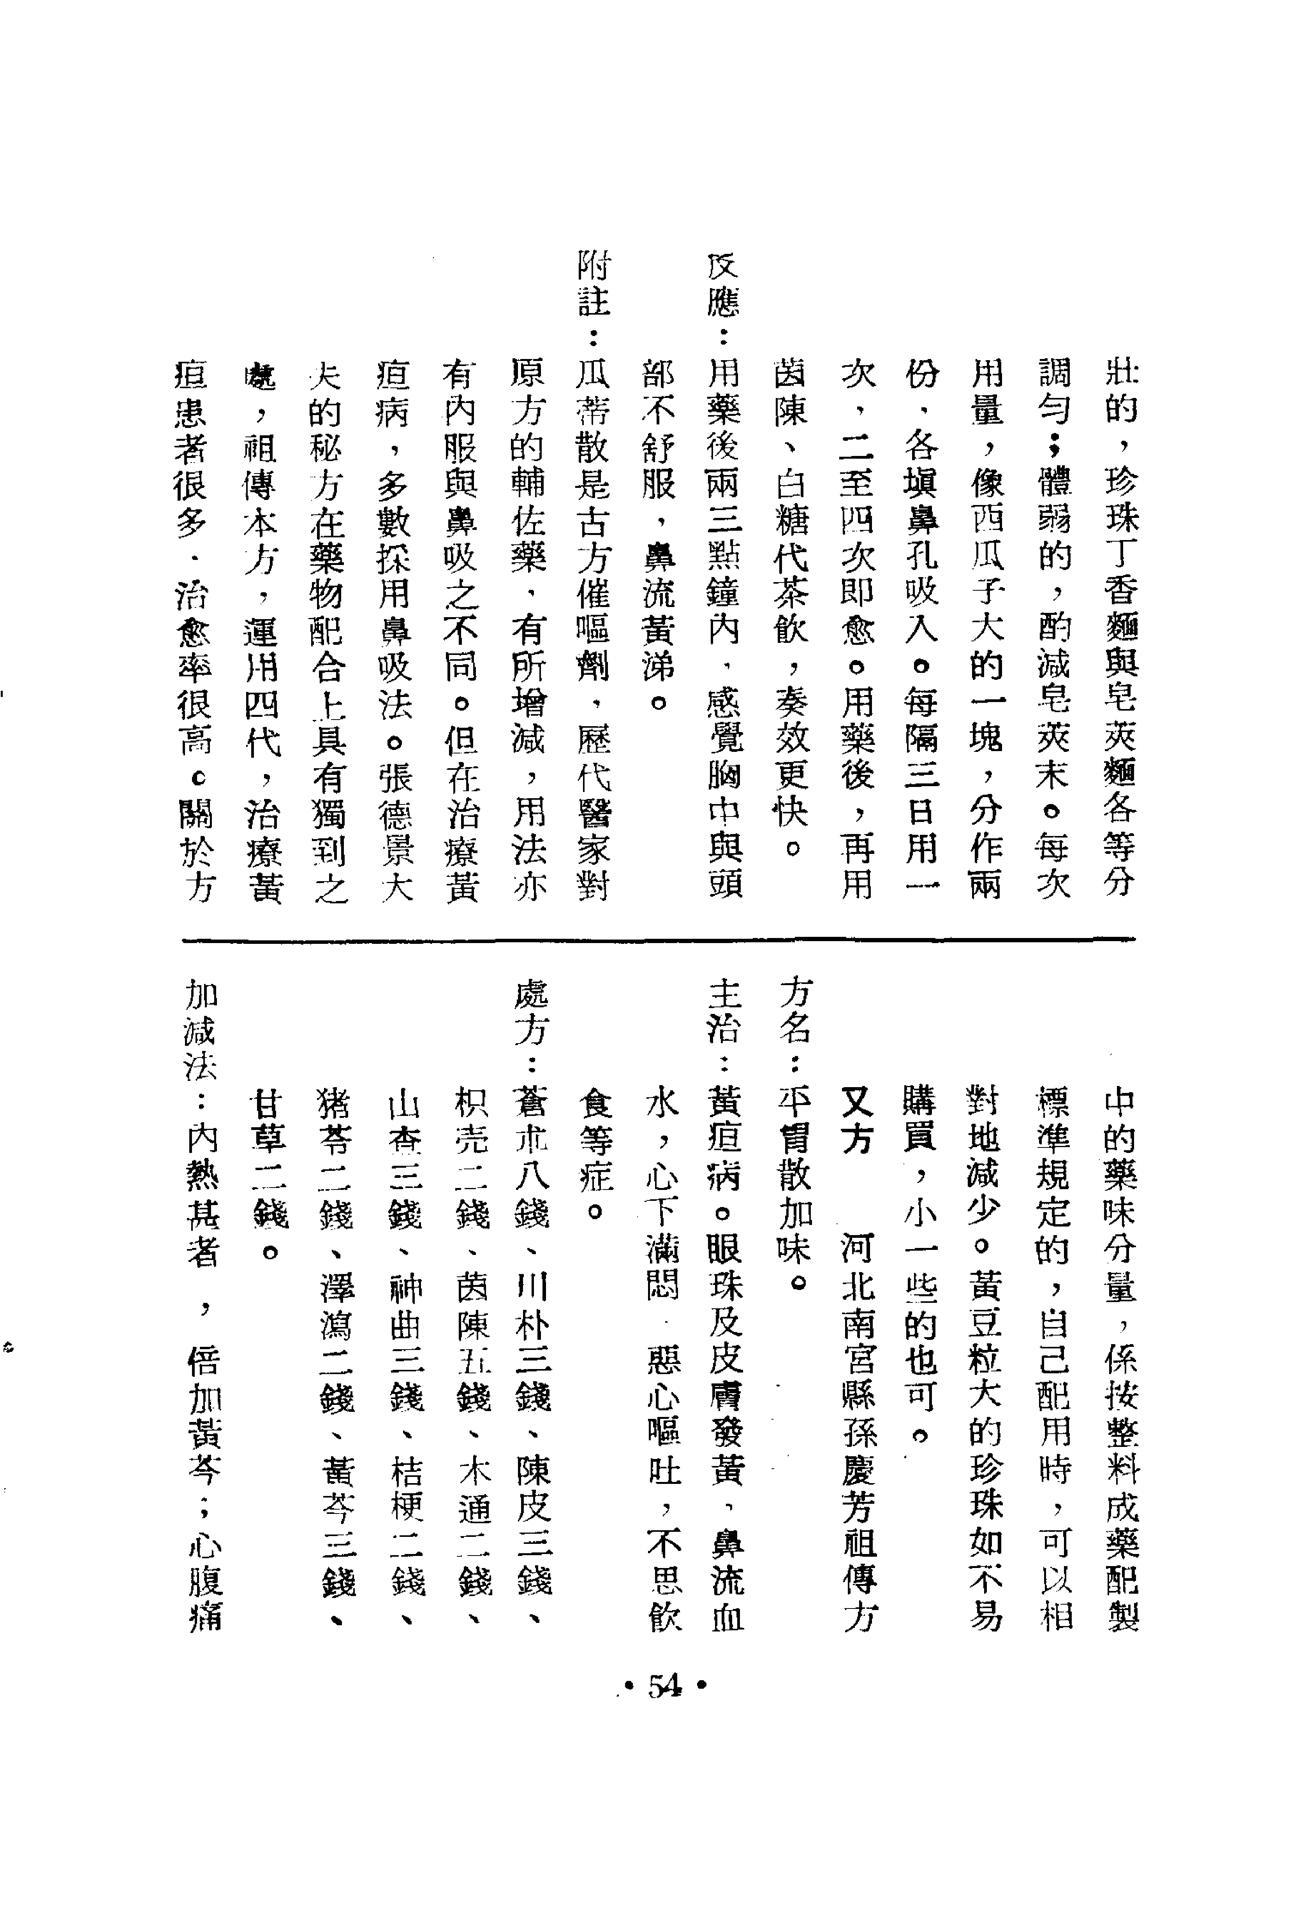 壯的，珍珠丁香麵與皂莢麵各等分
調勻；體弱的，酌減皂莢末。每次
用量，像西瓜子大的一塊，分作兩
份，各塡鼻孔吸入。每隔三日用一
次，二至四次即愈。用藥後，再用
茵陳、白糖代茶飲，奏效更快。
反應：用藥後兩三點鐘內，感覺胸中與頭
部不舒服，鼻流黃涕。
附註：瓜蒂散是古方催嘔劑，歷代醫家對
原方的輔佐藥，有所增減，用法亦
有內服與鼻吸之不同。但在治療黃
疸病，多數採用鼻吸法。張德景大
夫的秘方在藥物配合上具有獨到之
處，祖傳本方，運用四代，治療黃
疸患者很多，治愈率很高。關於方
中的藥味分量，係按整料成藥配製
標準規定的，自己配用時，可以相
對地減少。黃豆粒大的珍珠如不易
購買，小一些的也可。
又方　河北南宮縣孫慶芳祖傳方
方名：平胃散加味。
主治：黃疸病。眼珠及皮膚發黃，鼻流血
水，心下滿悶，惡心嘔吐，不思飲
食等症。
處方：蒼朮八錢、川朴三錢、陳皮三錢、
枳壳二錢、茵陳五錢、木通二錢、
山查三錢、神曲三錢、桔梗二錢、
猪苓二錢、澤瀉二錢、黃芩三錢、
甘草二錢。
加減法：內熱甚者，倍加黃芩；心腹痛
·54·